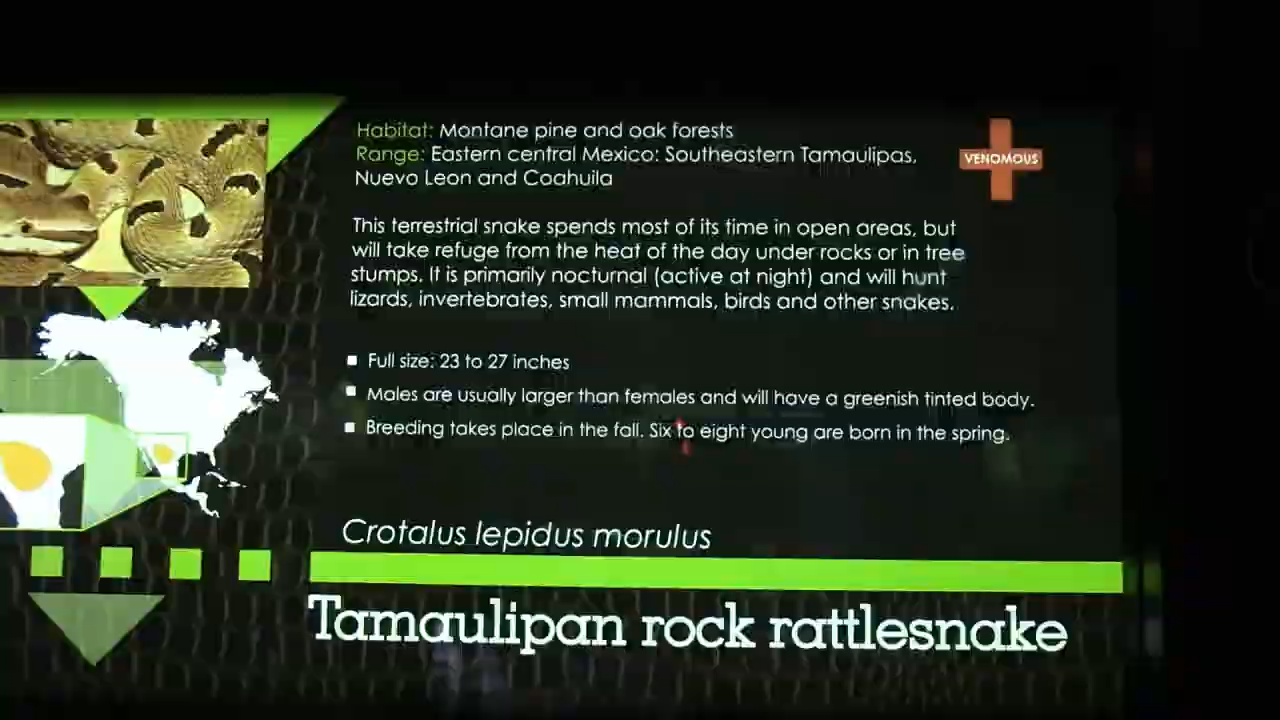 Habitat: Montane pine and oak forests
Range: Eastern central Mexico: Southeastern Tamaulipas,
Nuevo Leon and Coahuila
VENOMOUS
This terrestrial snake spends most of its time in open areas, but
will take refuge from the heat of the day under rocks or in tree
stumps. It is primarily nocturnal (active at night) and will hunt
lizards, invertebrates, small mammals, birds and other snakes.
Full size: 23 to 27 inches
Males are usually larger than females and will have a greenish tinted body.
Breeding takes place in the fall. Six to eight young are born in the spring.
Crotalus lepidus morulus
Tamaulipan rock rattlesnake